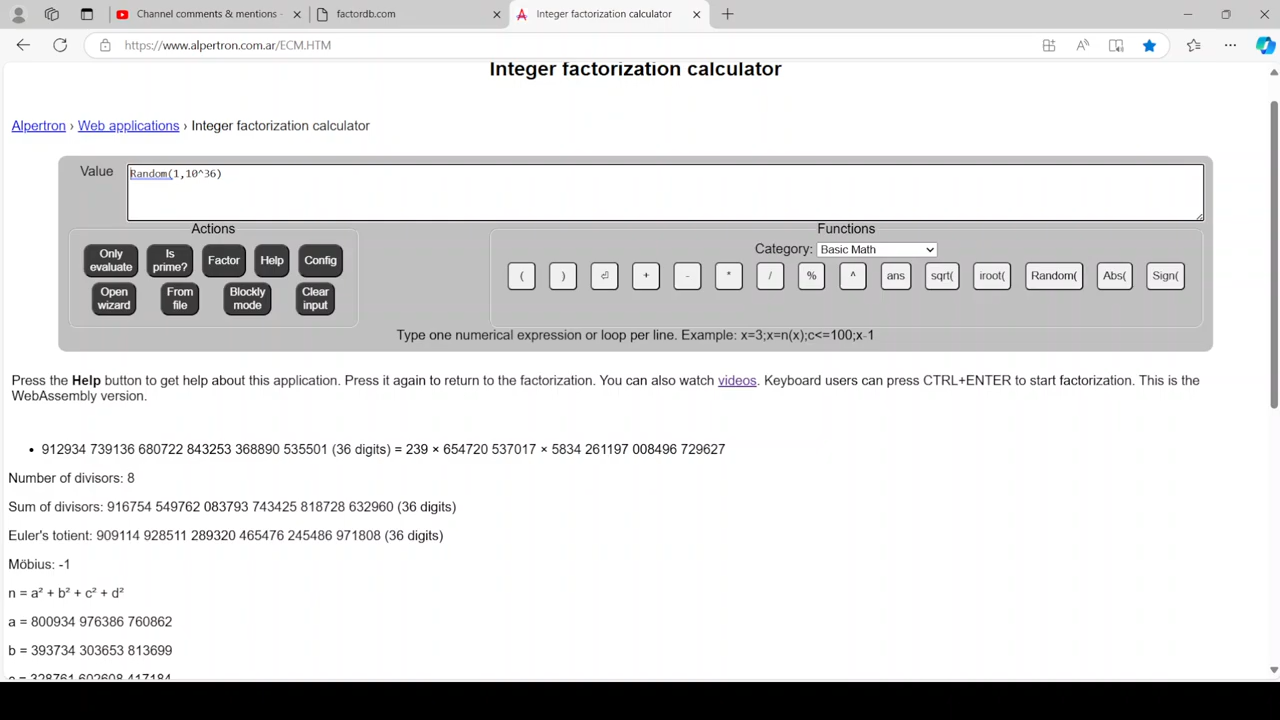 Channel comments & mentions -
factordb.com
Integer factorization calculator
https://www.alpertron.com.ar/ECM.HTM
Integer factorization calculator
Alpertron › Web applications › Integer factorization calculator
Value
Random(1,10^36)
Actions
Functions
Category: Basic Math
Only evaluate
Is prime?
Factor
Help
Config
( ) ⏎ + - * / % ^ ans sqrt( iroot( Random( Abs( Sign(
Open wizard
From file
Blockly mode
Clear input
Type one numerical expression or loop per line. Example: x=3;x=n(x);c<=100;x-1
Press the Help button to get help about this application. Press it again to return to the factorization. You can also watch videos. Keyboard users can press CTRL+ENTER to start factorization. This is the
WebAssembly version.
• 912934 739136 680722 843253 368890 535501 (36 digits) = 239 × 654720 537017 × 5834 261197 008496 729627
Number of divisors: 8
Sum of divisors: 916754 549762 083793 743425 818728 632960 (36 digits)
Euler's totient: 909114 928511 289320 465476 245486 971808 (36 digits)
Möbius: -1
n = a² + b² + c² + d²
a = 800934 976386 760862
b = 393734 303653 813699
c = 328761 602608 417184